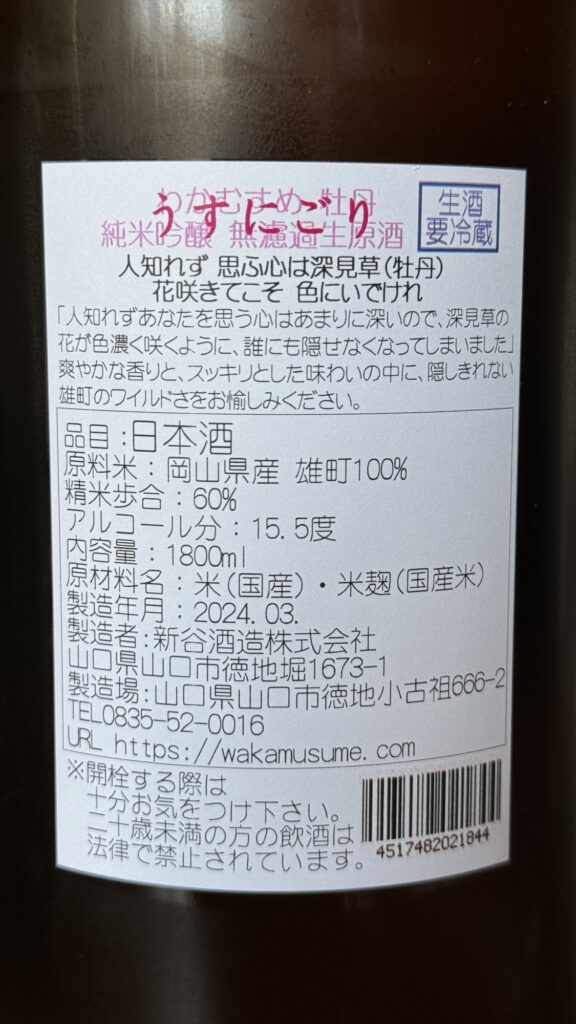 わかむすめ 牡丹
うすにごり
純米吟醸 無濾過生原酒
生酒
要冷蔵
人知れず 思ふ心は深見草(牡丹)
花咲きてこそ 色にいでけれ
「人知れずあなたを思う心はあまりに深いので、深見草の
花が色濃く咲くように、誰にも隠せなくなってしまいました」
爽やかな香りと、スッキリとした味わいの中に、隠しきれない
雄町のワイルドさをお愉しみください。
品目:日本酒
原料米:岡山県産 雄町100%
精米歩合:60%
アルコール分:15.5度
内容量:1800ml
原材料名:米(国産)・米麹(国産米)
製造年月:2024.03.
製造者:新谷酒造株式会社
山口県山口市徳地堀1673-1
製造場:山口県山口市徳地小古祖666-2
TEL0835-52-0016
URL https://wakamusume.com
※開栓する際は
十分お気をつけ下さい。
二十歳未満の方の飲酒は
法律で禁止されています。
4517482021844